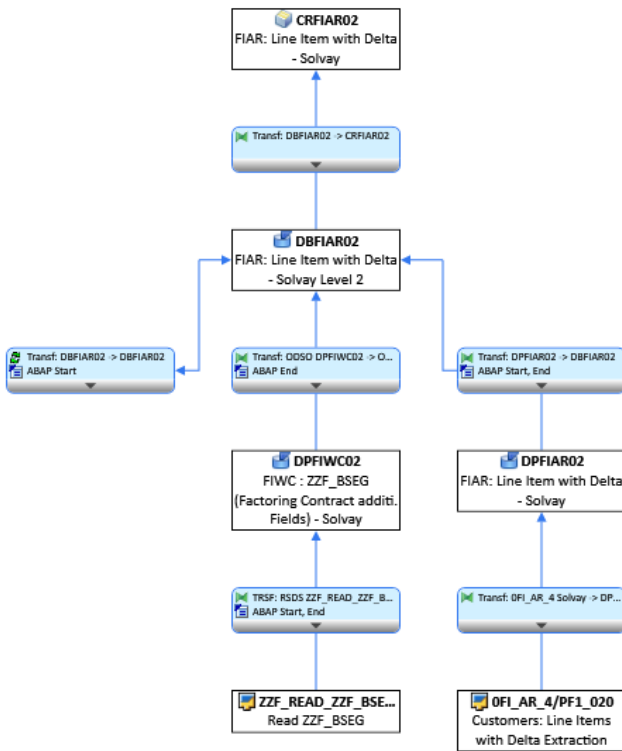 CRFIAR02
FIAR: Line Item with Delta
- Solvay
Transf: DBFIAR02 -> CRFIAR02
DBFIAR02
FIAR: Line Item with Delta
- Solvay Level 2
Transf: DBFIAR02 -> DBFIAR02
ABAP Start
Transf: ODSO DPFIWC02 -> O...
ABAP End
Transf: DPFIAR02 -> DBFIAR02
ABAP Start, End
DPFIWC02
FIWC : ZZF_BSEG
(Factoring Contract additi.
Fields) - Solvay
DPFIAR02
FIAR: Line Item with Delta
- Solvay
TRSF: RSDS ZZF_READ_ZZF_B...
ABAP Start, End
Transf: 0FI_AR_4 Solvay -> DP...
ZZF_READ_ZZF_BSE...
Read ZZF_BSEG
0FI_AR_4/PF1_020
Customers: Line Items
with Delta Extraction